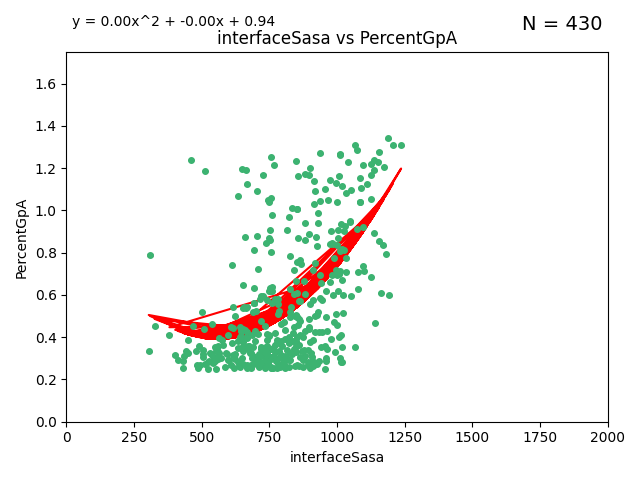 y = 0.00x^2 + -0.00x + 0.94
N = 430
interfaceSasa vs PercentGpA
PercentGpA
1.6
1.4
1.2
1.0
0.8
0.6
0.4
0.2
0.0
0 250 500 750 1000 1250 1500 1750 2000
interfaceSasa